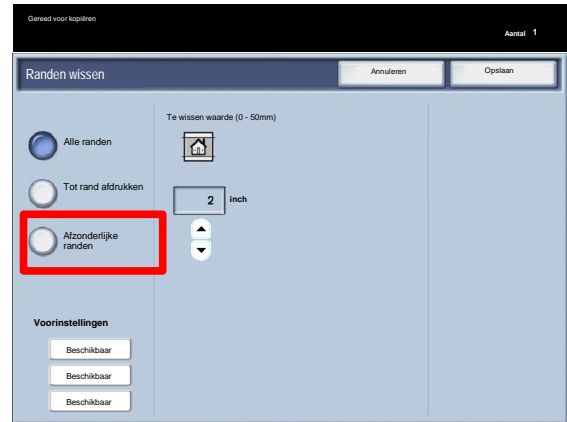 Gereed voor kopiëren
Aantal 1
Randen wissen
Annuleren
Opslaan
Te wissen waarde (0 - 50mm)
Alle randen
Tot rand afdrukken
2 inch
Afzonderlijke
randen
Voorinstellingen
Beschikbaar
Beschikbaar
Beschikbaar